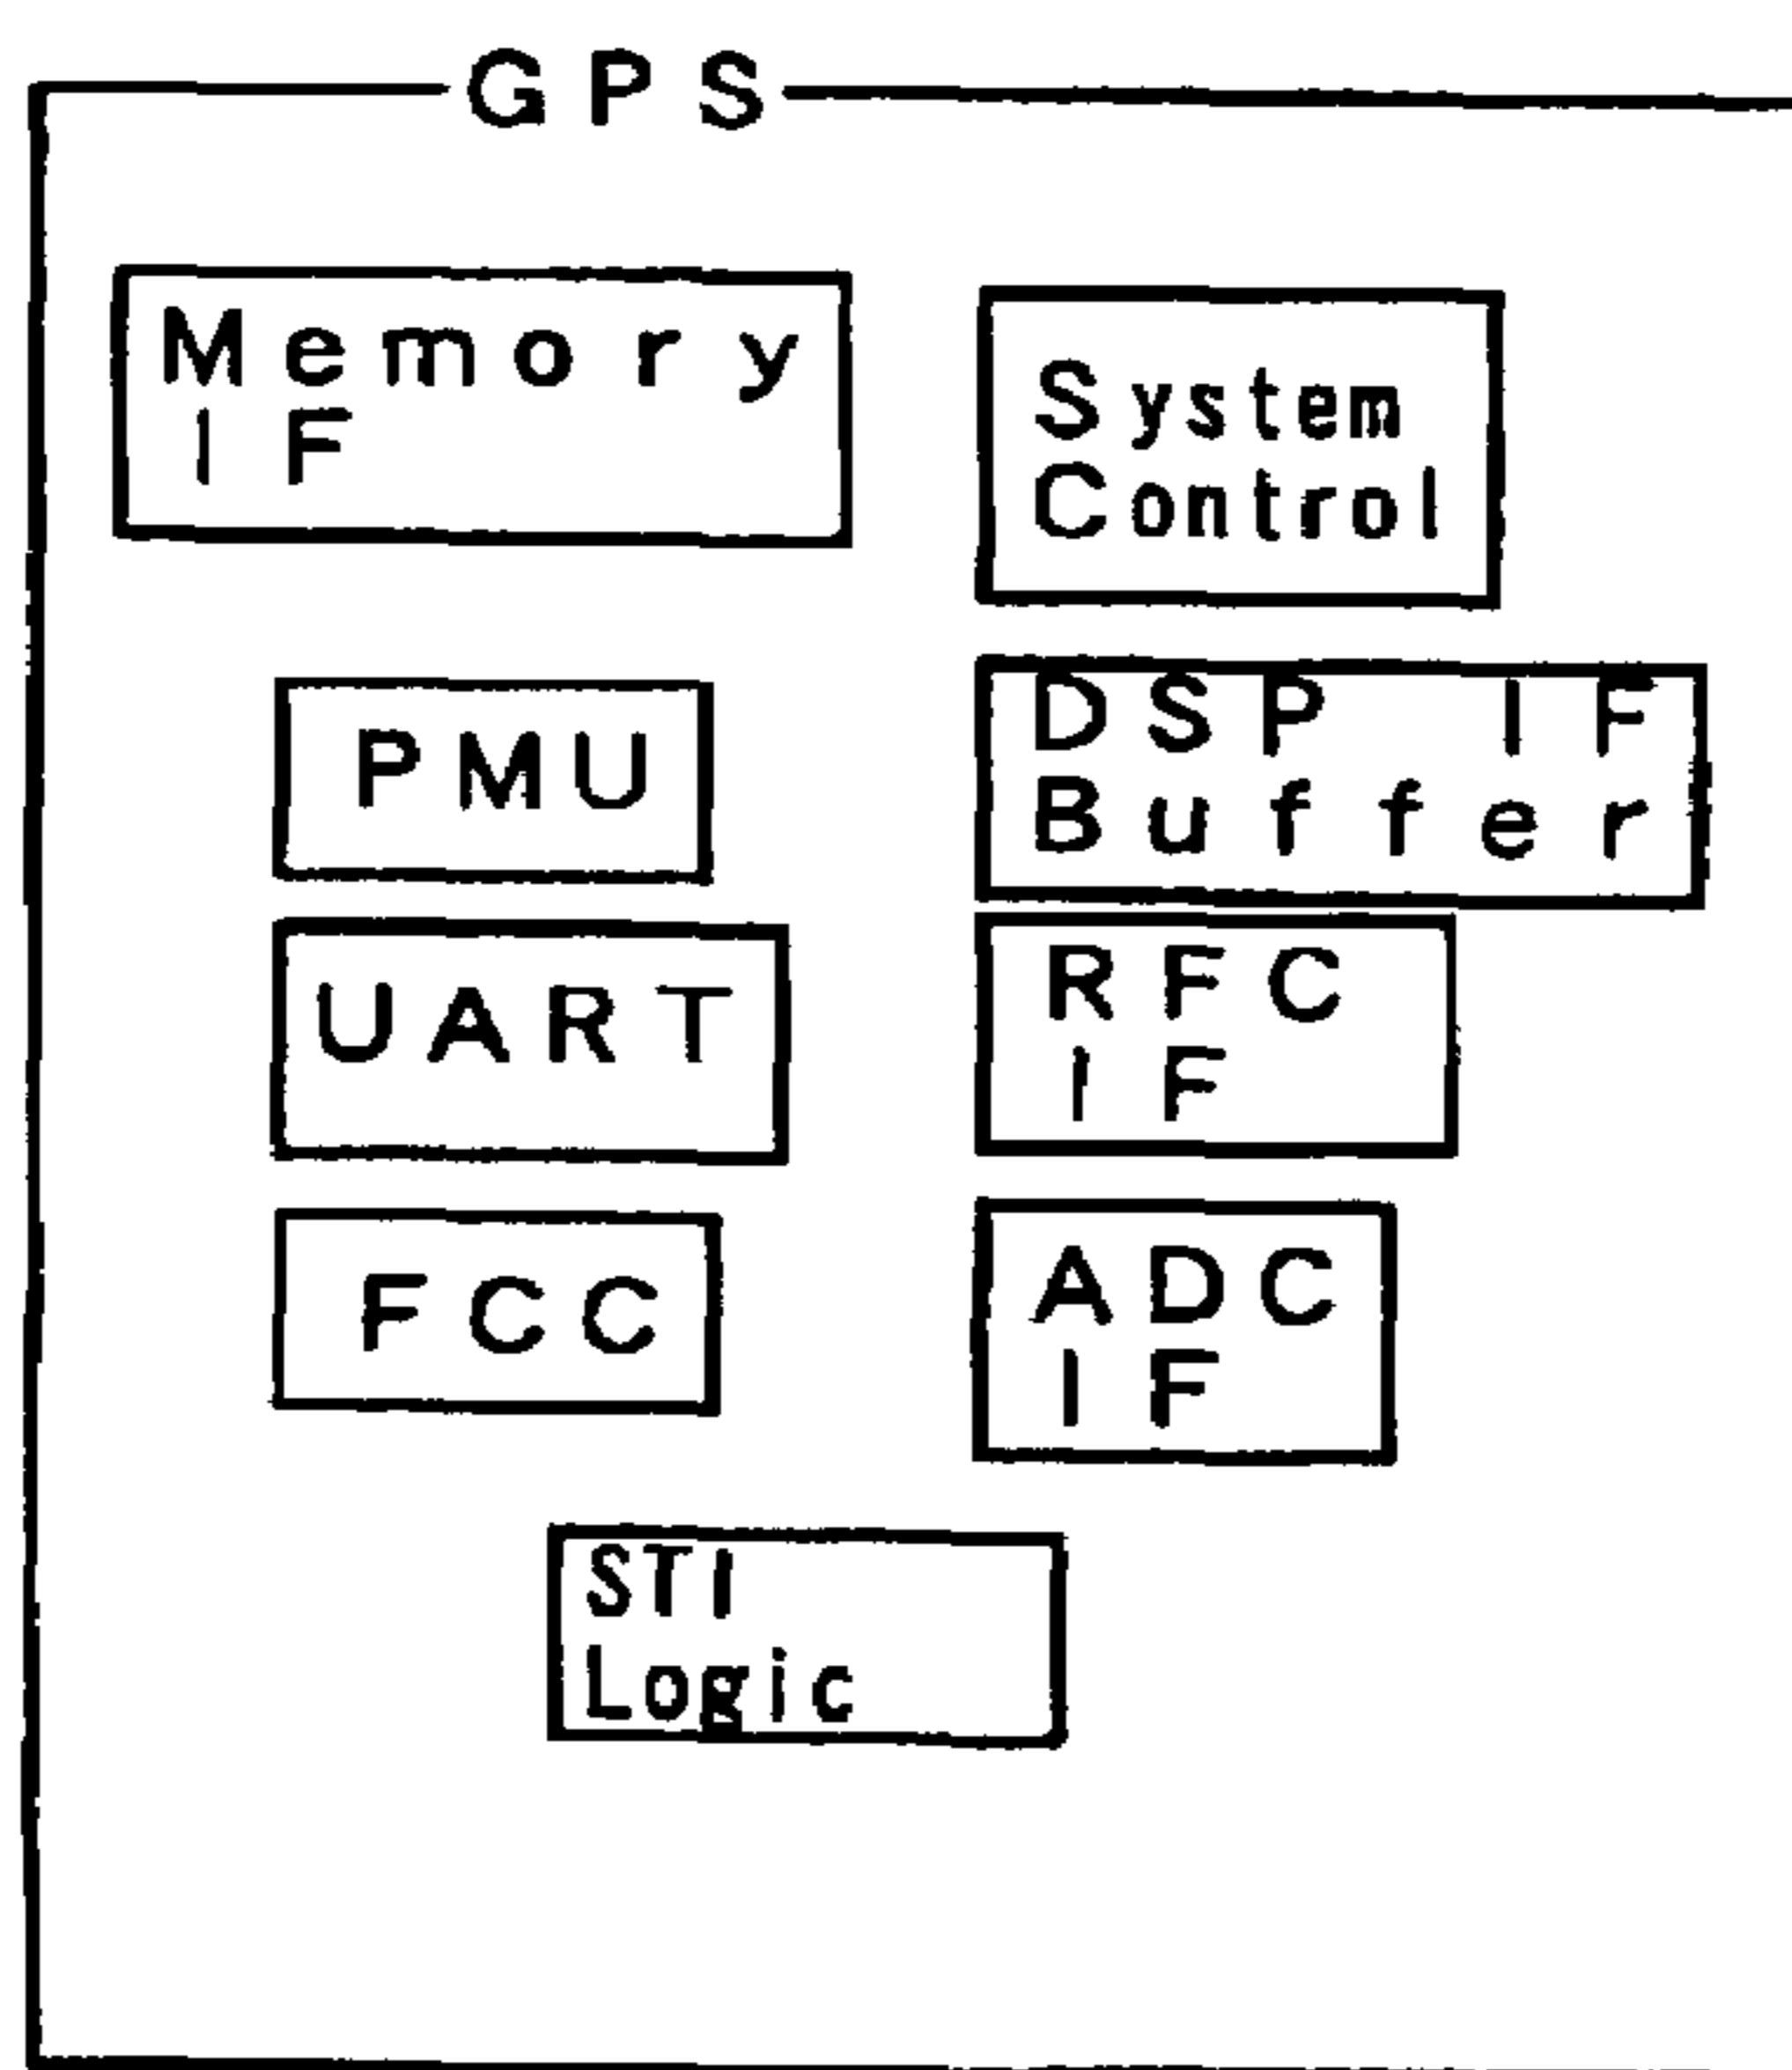 GPS
Memory
IF
System
Control
PMU
DSP IF
Buffer
UART
RFC
IF
FCC
ADC
IF
STI
Logic